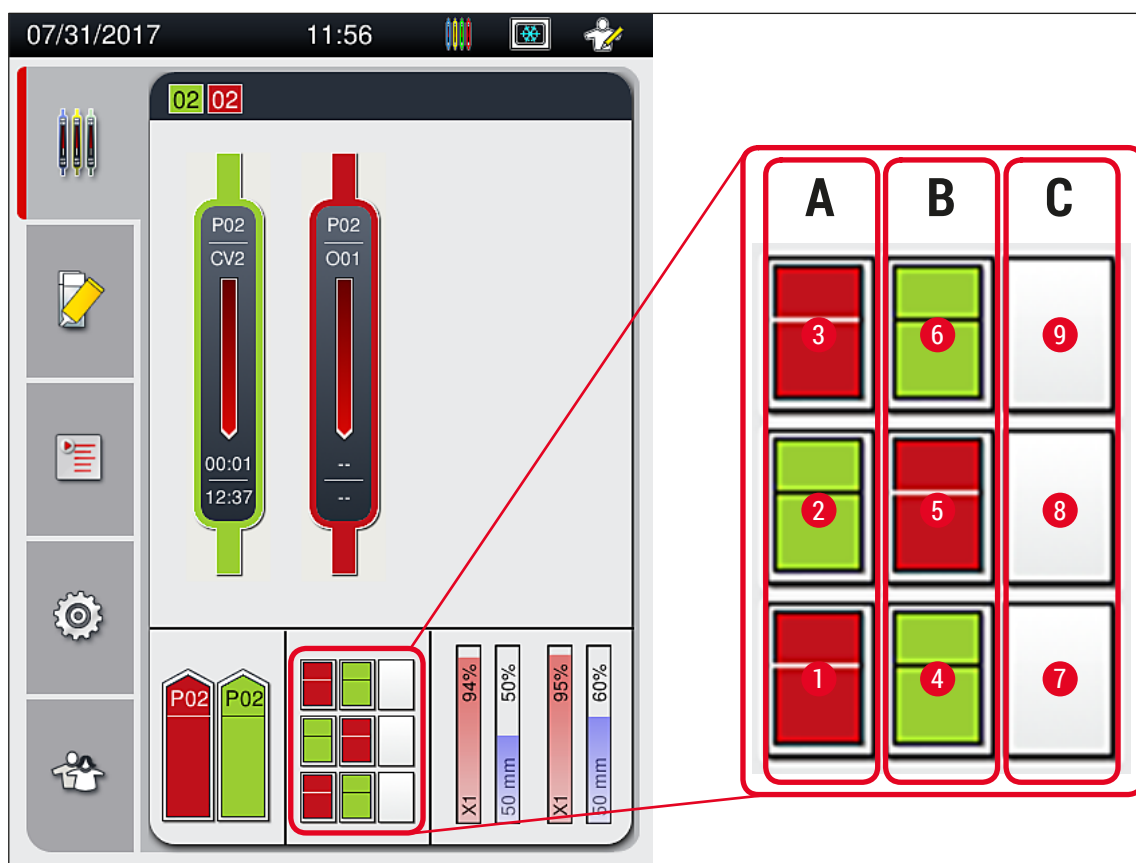 07/31/2017 11:56
02 02
P02 P02
CV2 O01
00:01 --
12:37 --
P02 P02
X1 94%
50 mm 50%
X1 95%
50 mm 60%
A B C
3 6 9
2 5 8
1 4 7